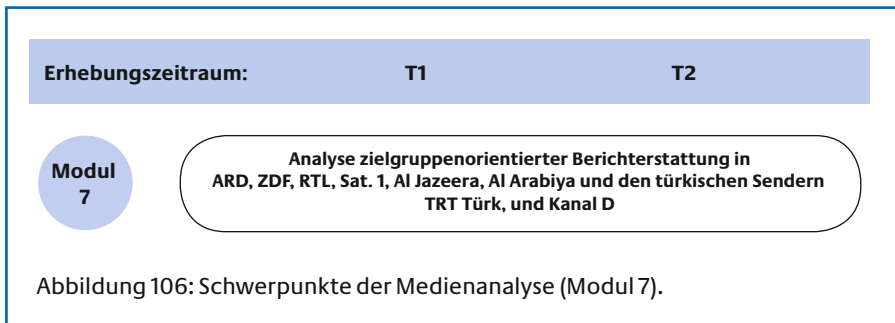 Erhebungszeitraum: T1 T2
Modul
7
Analyse zielgruppenorientierter Berichterstattung in
ARD, ZDF, RTL, Sat. 1, Al Jazeera, Al Arabiya und den türkischen Sendern
TRT Türk, und Kanal D
Abbildung 106: Schwerpunkte der Medienanalyse (Modul 7).